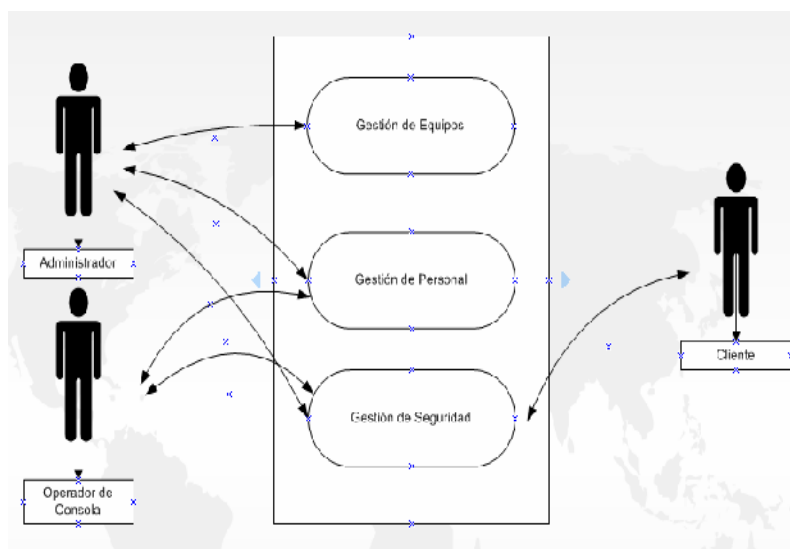 Gestión de Equipos
Administrador
Gestión de Personal
Cliente
Gestión de Seguridad
Operador de
Consola